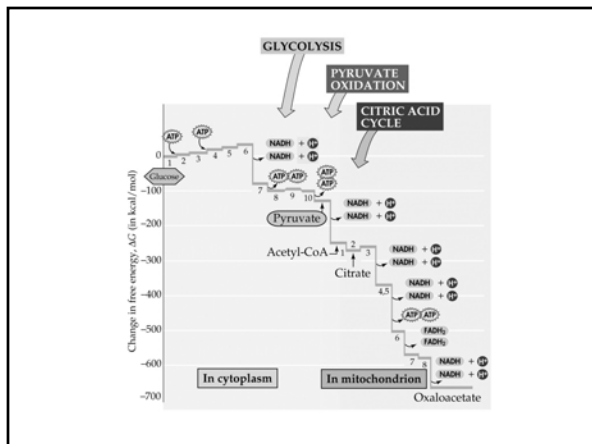 GLYCOLYSIS
PYRUVATE
OXIDATION
CITRIC ACID
CYCLE
Change in free energy, ΔG (in kcal/mol)
0
–100
–200
–300
–400
–500
–600
–700
ATP
ATP
Glucose
1
2
3
4
5
6
NADH + H⁺
NADH + H⁺
7
ATP ATP
8
9
10
ATP
ATP
Pyruvate
NADH + H⁺
NADH + H⁺
Acetyl-CoA
1
2
3
Citrate
NADH + H⁺
NADH + H⁺
4,5
NADH + H⁺
NADH + H⁺
ATP ATP
6
FADH₂
FADH₂
7
8
NADH + H⁺
NADH + H⁺
Oxaloacetate
In cytoplasm
In mitochondrion